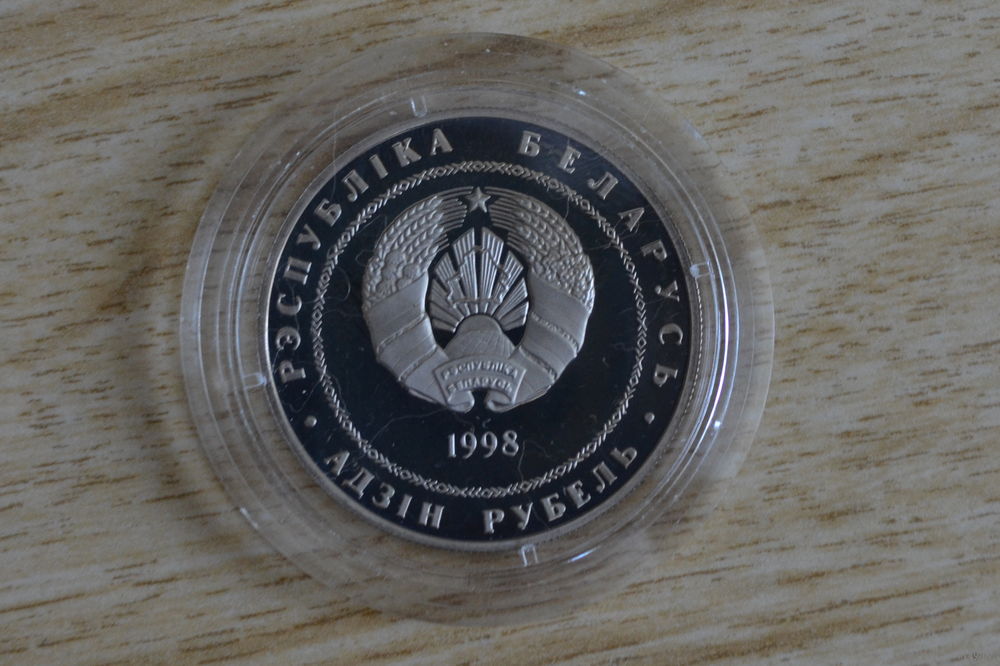 РЭСПУБЛІКА БЕЛАРУСЬ
РЭСПУБЛІКА
БЕЛАРУСЬ
1998
· АДЗІН РУБЕЛЬ ·